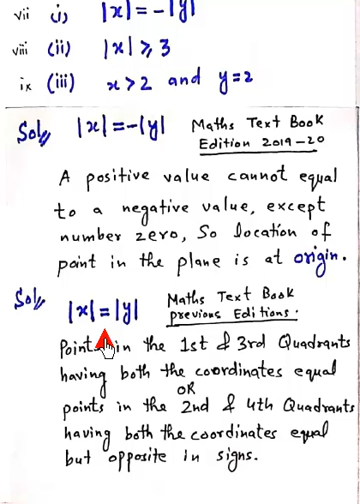 vii (i) |x| = -|y|
viii (ii) |x| ⩾ 3
ix (iii) x > 2 and y = 2
Sol |x| = -|y| Maths Text Book
Edition 2019-20
A positive value cannot equal
to a negative value, except
number zero, So location of
point in the plane is at origin.
Sol |x| = |y| Maths Text Book
previous Editions.
Points in the 1st & 3rd Quadrants
having both the coordinates equal
OR
points in the 2nd & 4th Quadrants
having both the coordinates equal
but opposite in signs.